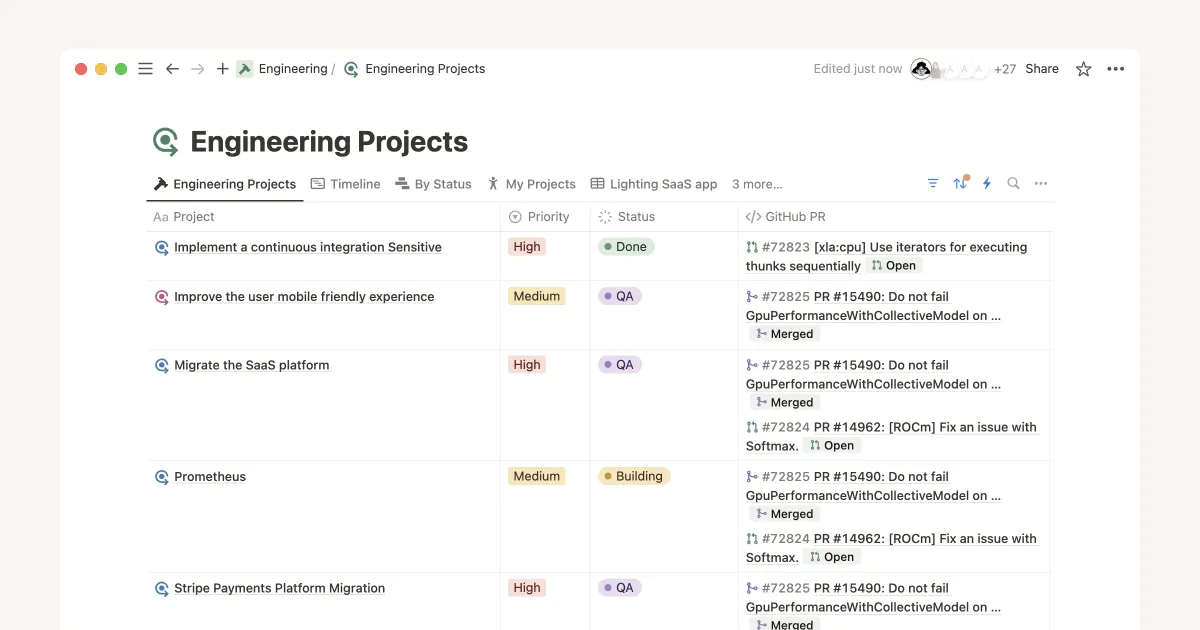 Engineering / Engineering Projects
Edited just now +27 Share
Engineering Projects
Engineering Projects Timeline By Status My Projects Lighting SaaS app 3 more...
Aa Project Priority Status </> GitHub PR
Implement a continuous integration Sensitive High Done #72823 [xla:cpu] Use iterators for executing
thunks sequentially Open
Improve the user mobile friendly experience Medium QA #72825 PR #15490: Do not fail
GpuPerformanceWithCollectiveModel on ...
Merged
Migrate the SaaS platform High QA #72825 PR #15490: Do not fail
GpuPerformanceWithCollectiveModel on ...
Merged
#72824 PR #14962: [ROCm] Fix an issue with
Softmax. Open
Prometheus Medium Building #72825 PR #15490: Do not fail
GpuPerformanceWithCollectiveModel on ...
Merged
#72824 PR #14962: [ROCm] Fix an issue with
Softmax. Open
Stripe Payments Platform Migration High QA #72825 PR #15490: Do not fail
GpuPerformanceWithCollectiveModel on ...
Merged